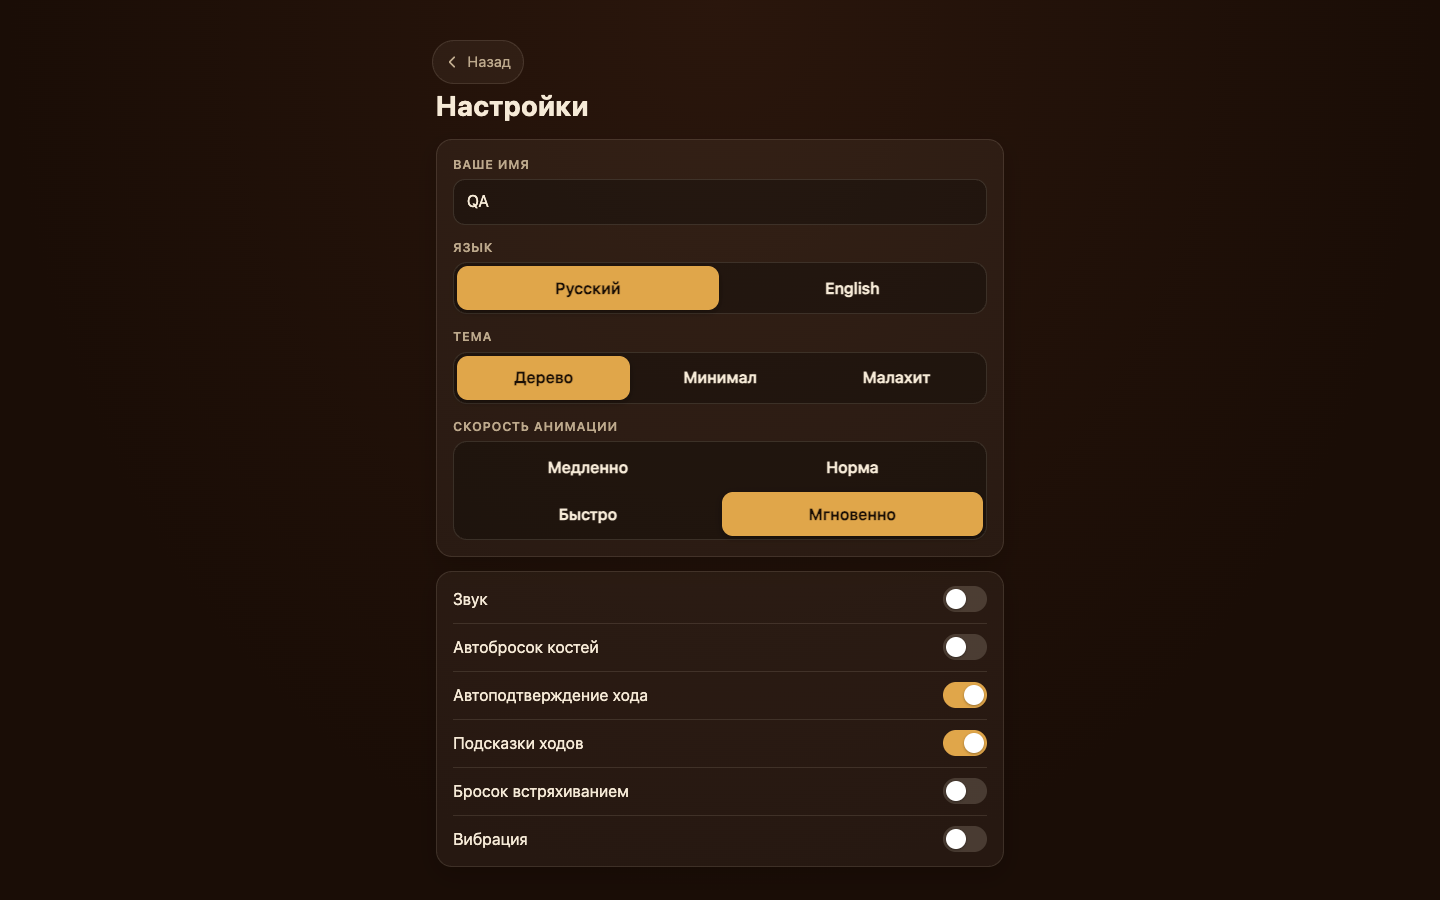 Назад
Настройки
ВАШЕ ИМЯ
QA
ЯЗЫК
Русский English
ТЕМА
Дерево Минимал Малахит
СКОРОСТЬ АНИМАЦИИ
Медленно Норма
Быстро Мгновенно
Звук
Автобросок костей
Автоподтверждение хода
Подсказки ходов
Бросок встряхиванием
Вибрация